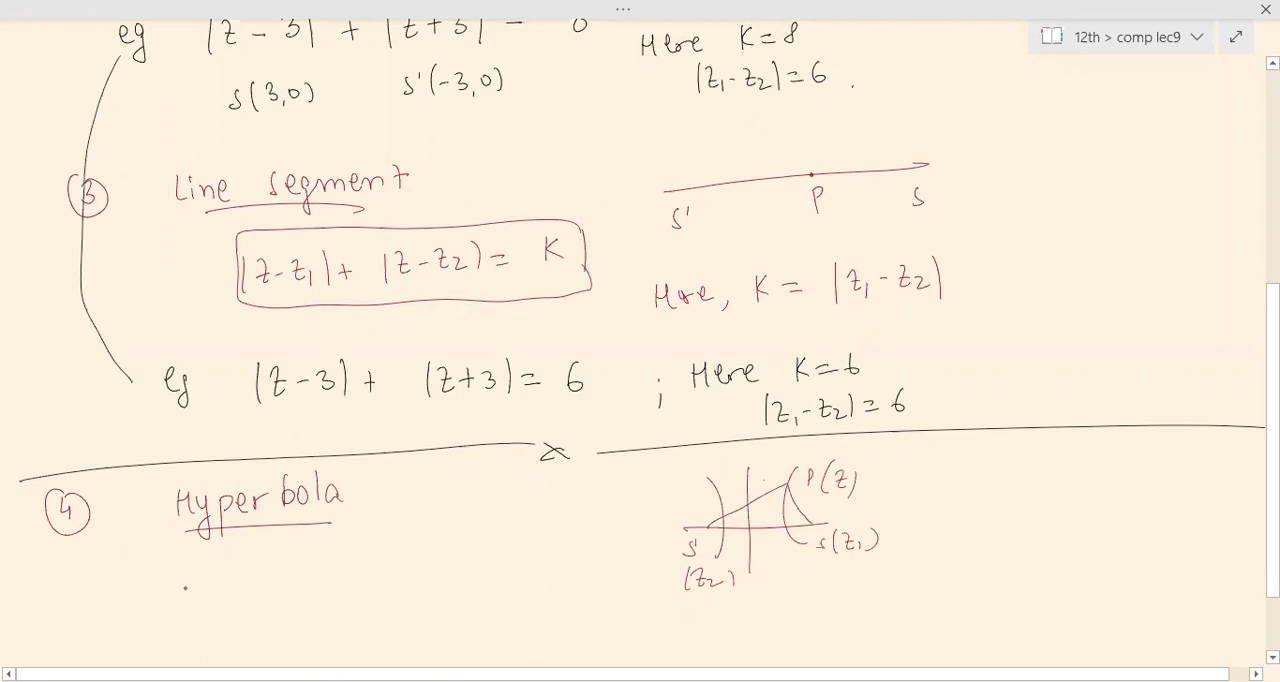 12th > comp lec9
eg |z-3| + |z+3| = 8 Here K=8
S(3,0) S'(-3,0) |z₁-z₂|=6.
③ Line segment
S' P S
|z-z₁| + |z-z₂| = K Here, K = |z₁-z₂|
eg |z-3| + |z+3| = 6 ; Here K=6
|z₁-z₂|=6
④ Hyperbola P(z)
S' S(z₁)
(z₂)